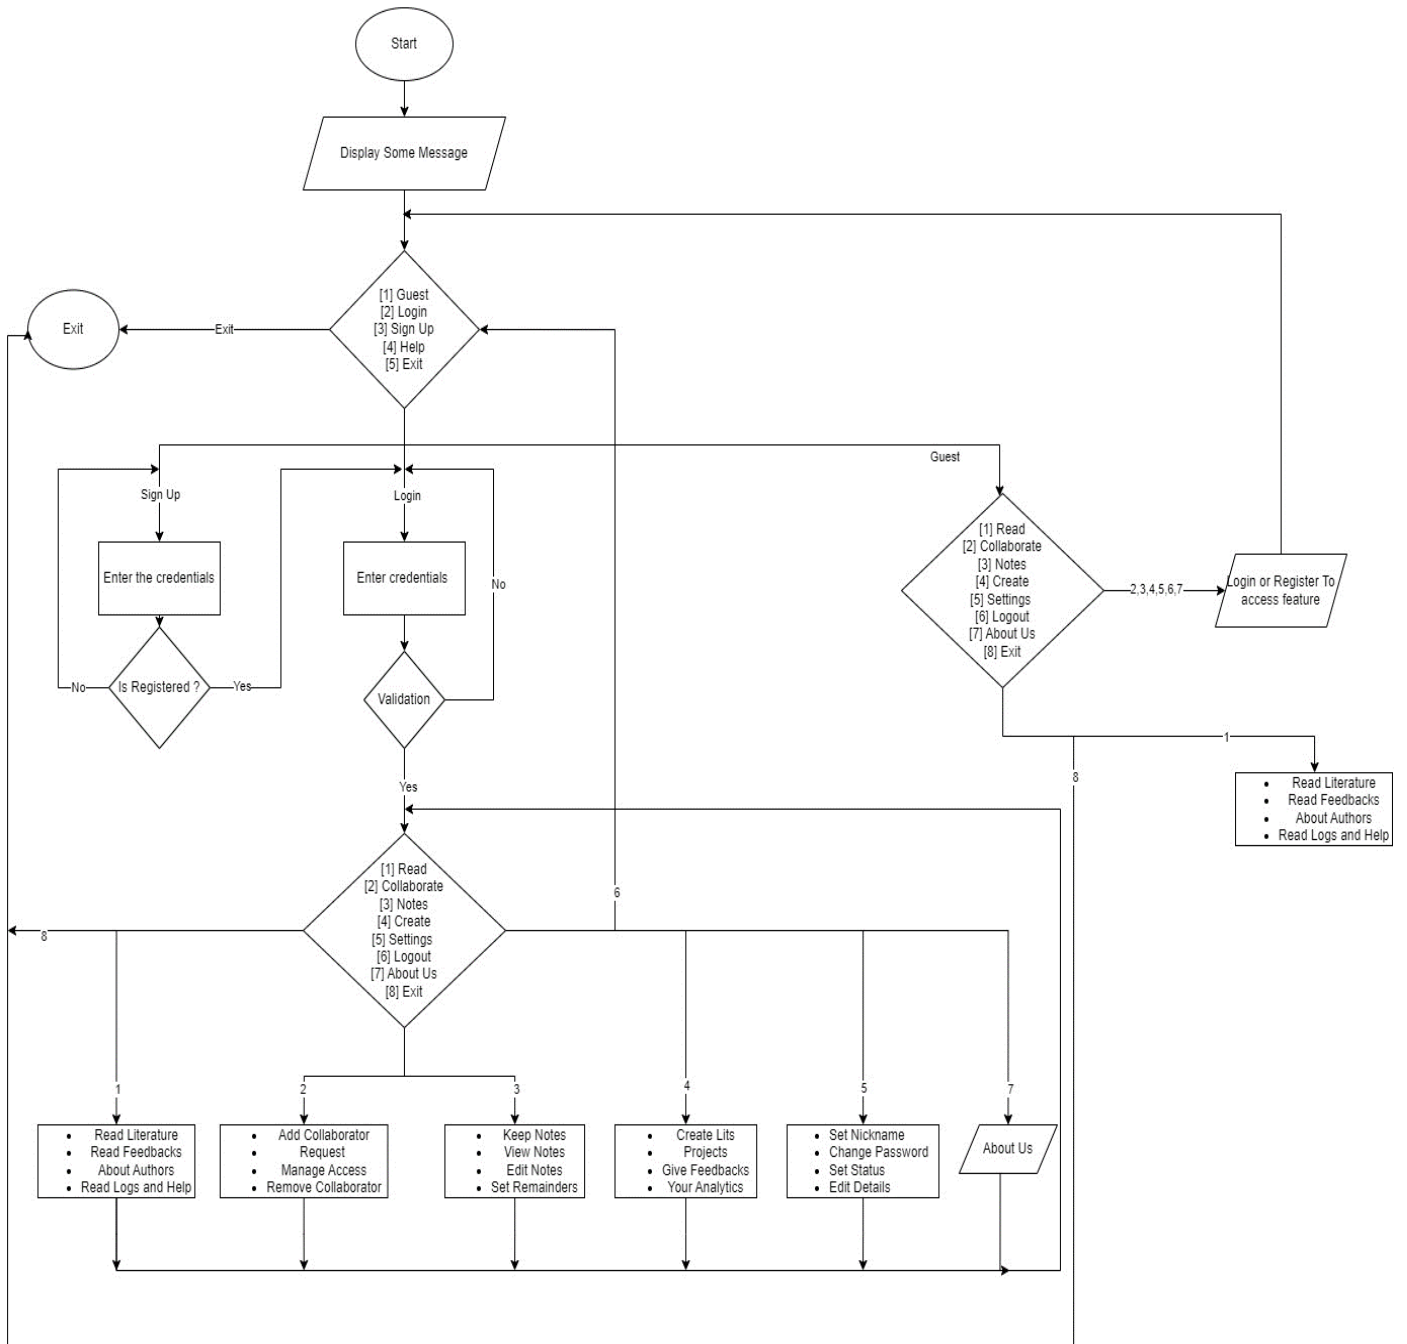 Start
Display Some Message
[1] Guest
[2] Login
[3] Sign Up
[4] Help
[5] Exit
Exit
Exit
Guest
Sign Up
Login
Enter the credentials
Enter credentials
No
Is Registered ?
No
Yes
Validation
Yes
[1] Read
[2] Collaborate
[3] Notes
[4] Create
[5] Settings
[6] Logout
[7] About Us
[8] Exit
2,3,4,5,6,7
Login or Register To
access feature
1
8
• Read Literature
• Read Feedbacks
• About Authors
• Read Logs and Help
[1] Read
[2] Collaborate
[3] Notes
[4] Create
[5] Settings
[6] Logout
[7] About Us
[8] Exit
6
8
1
2
3
4
5
7
• Read Literature
• Read Feedbacks
• About Authors
• Read Logs and Help
• Add Collaborator
• Request
• Manage Access
• Remove Collaborator
• Keep Notes
• View Notes
• Edit Notes
• Set Remainders
• Create Lits
• Projects
• Give Feedbacks
• Your Analytics
• Set Nickname
• Change Password
• Set Status
• Edit Details
About Us